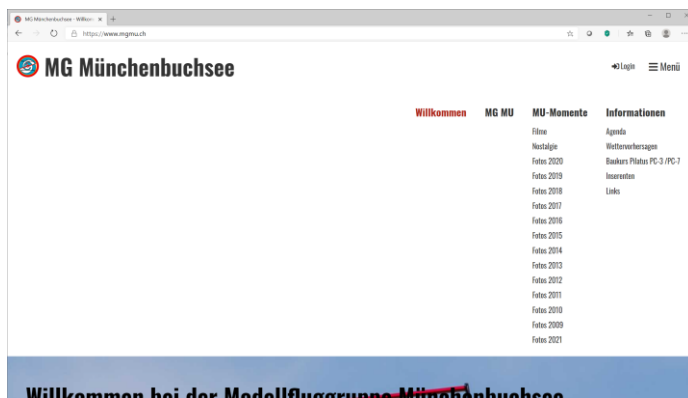 MG Münchenbuchsee - Willkom
https://www.mgmu.ch
MG Münchenbuchsee
Login
Menü
Willkommen
MG MU
MU-Momente
Filme
Nostalgie
Fotos 2020
Fotos 2019
Fotos 2018
Fotos 2017
Fotos 2016
Fotos 2015
Fotos 2014
Fotos 2013
Fotos 2012
Fotos 2011
Fotos 2010
Fotos 2009
Fotos 2021
Informationen
Agenda
Wettervorhersagen
Baukurs Pilatus PC-3 /PC-7
Inserenten
Links
Willkommen bei der Modellfluggruppe Münchenbuchsee